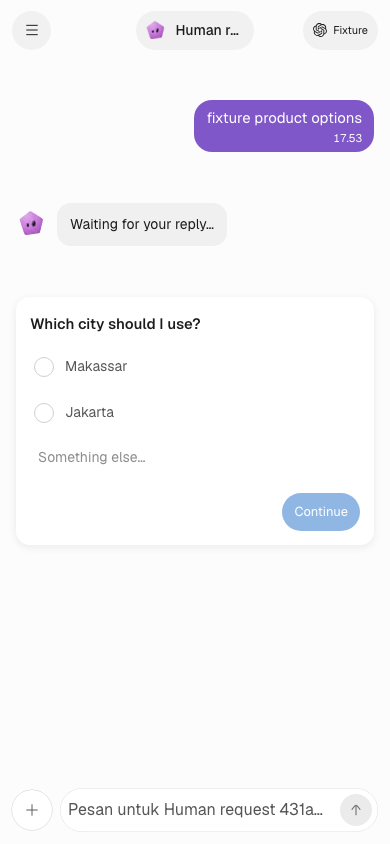 Human r...
Fixture
fixture product options
17.53
Waiting for your reply...
Which city should I use?
Makassar
Jakarta
Something else...
Continue
Pesan untuk Human request 431a...